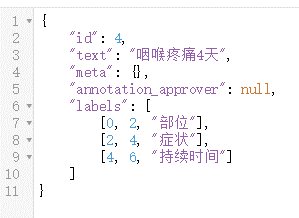 1 {
2 "id": 4,
3 "text": "咽喉疼痛4天",
4 "meta": {},
5 "annotation_approver": null,
6 "labels": [
7 [0, 2, "部位"],
8 [2, 4, "症状"],
9 [4, 6, "持续时间"]
10 ]
11 }